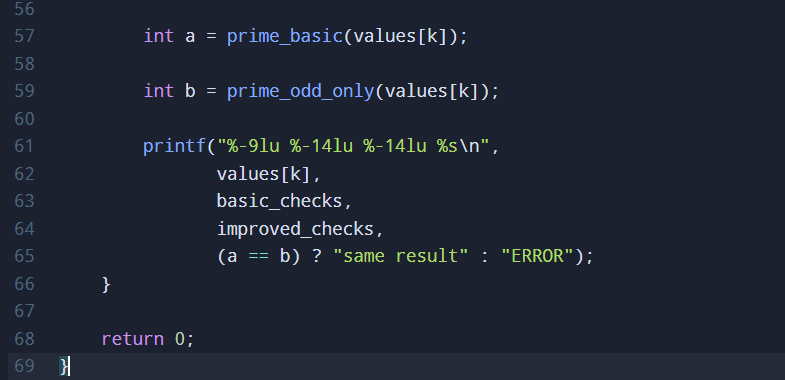 56
57 int a = prime_basic(values[k]);
58
59 int b = prime_odd_only(values[k]);
60
61 printf("%-9lu %-14lu %-14lu %s\n",
62 values[k],
63 basic_checks,
64 improved_checks,
65 (a == b) ? "same result" : "ERROR");
66 }
67
68 return 0;
69 }